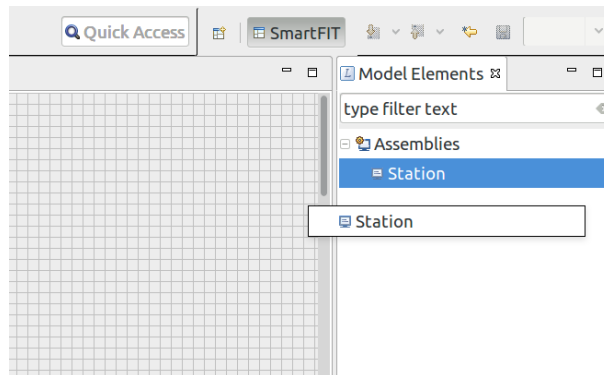 Quick Access
SmartFIT
Model Elements
type filter text
Assemblies
Station
Station